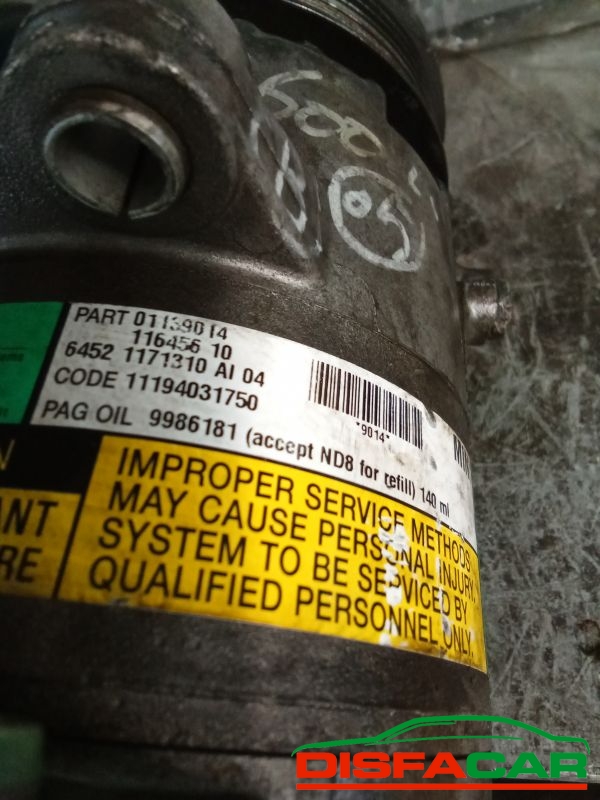 500
05
PART 01139014
116456 10
6452 1171310 AI 04
CODE 11194031750
PAG OIL 9986181 (accept ND8 for refill) 140 ml
*9014*
IMPROPER SERVICE METHODS
MAY CAUSE PERSONAL INJURY.
SYSTEM TO BE SERVICED BY
QUALIFIED PERSONNEL ONLY.
ANT
RE
DISFACAR